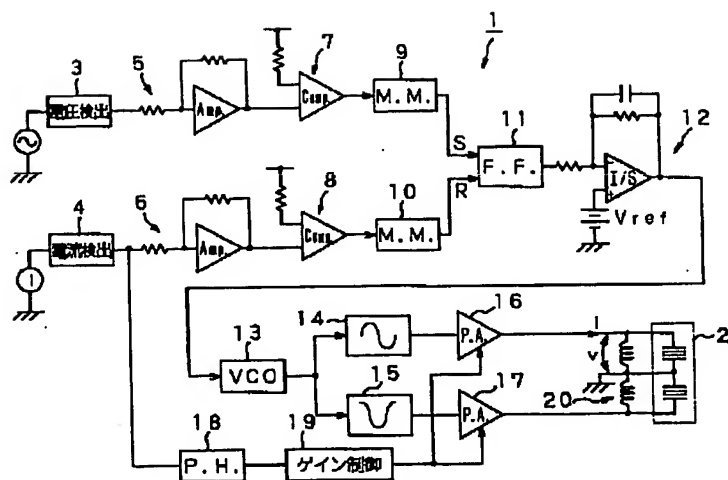 1
3
電圧検出
5
Amp.
7
Comp.
9
M.M.
S
R
11
F.F.
12
I/S
Vref
4
電流検出
6
Amp.
8
Comp.
10
M.M.
I
13
VCO
14
15
16
P.A.
17
P.A.
i
v
20
2
18
P.H.
19
ゲイン制御